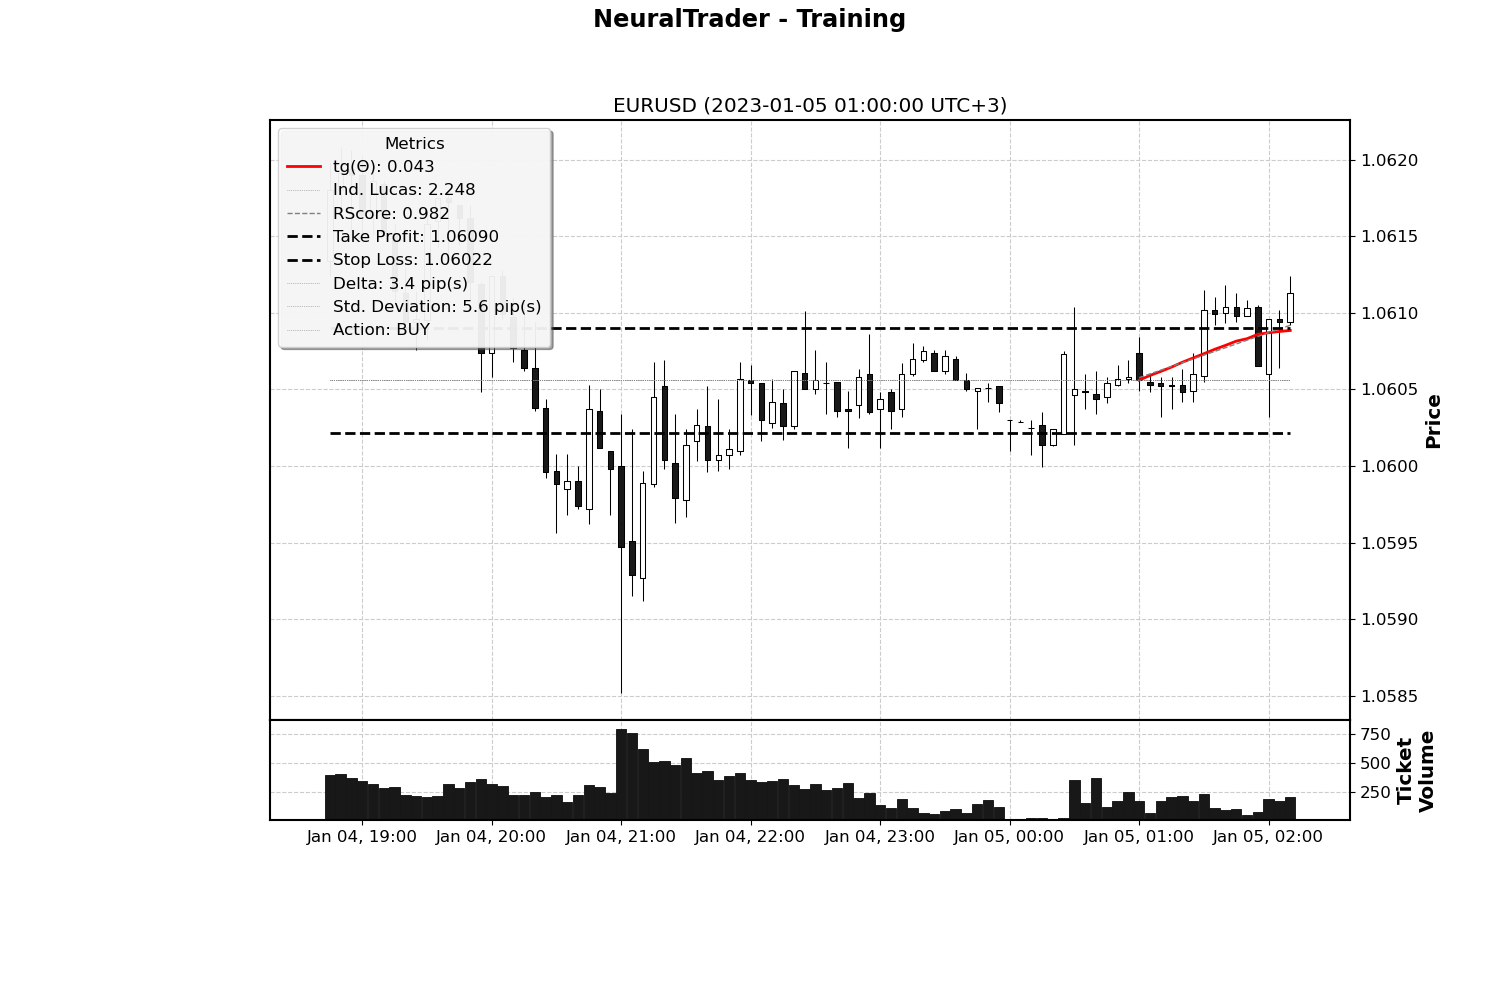 NeuralTrader - Training
EURUSD (2023-01-05 01:00:00 UTC+3)
Metrics
tg(Θ): 0.043
Ind. Lucas: 2.248
RScore: 0.982
Take Profit: 1.06090
Stop Loss: 1.06022
Delta: 3.4 pip(s)
Std. Deviation: 5.6 pip(s)
Action: BUY
1.0620
1.0615
1.0610
1.0605
1.0600
1.0595
1.0590
1.0585
Price
750
500
250
Ticket
Volume
Jan 04, 19:00
Jan 04, 20:00
Jan 04, 21:00
Jan 04, 22:00
Jan 04, 23:00
Jan 05, 00:00
Jan 05, 01:00
Jan 05, 02:00